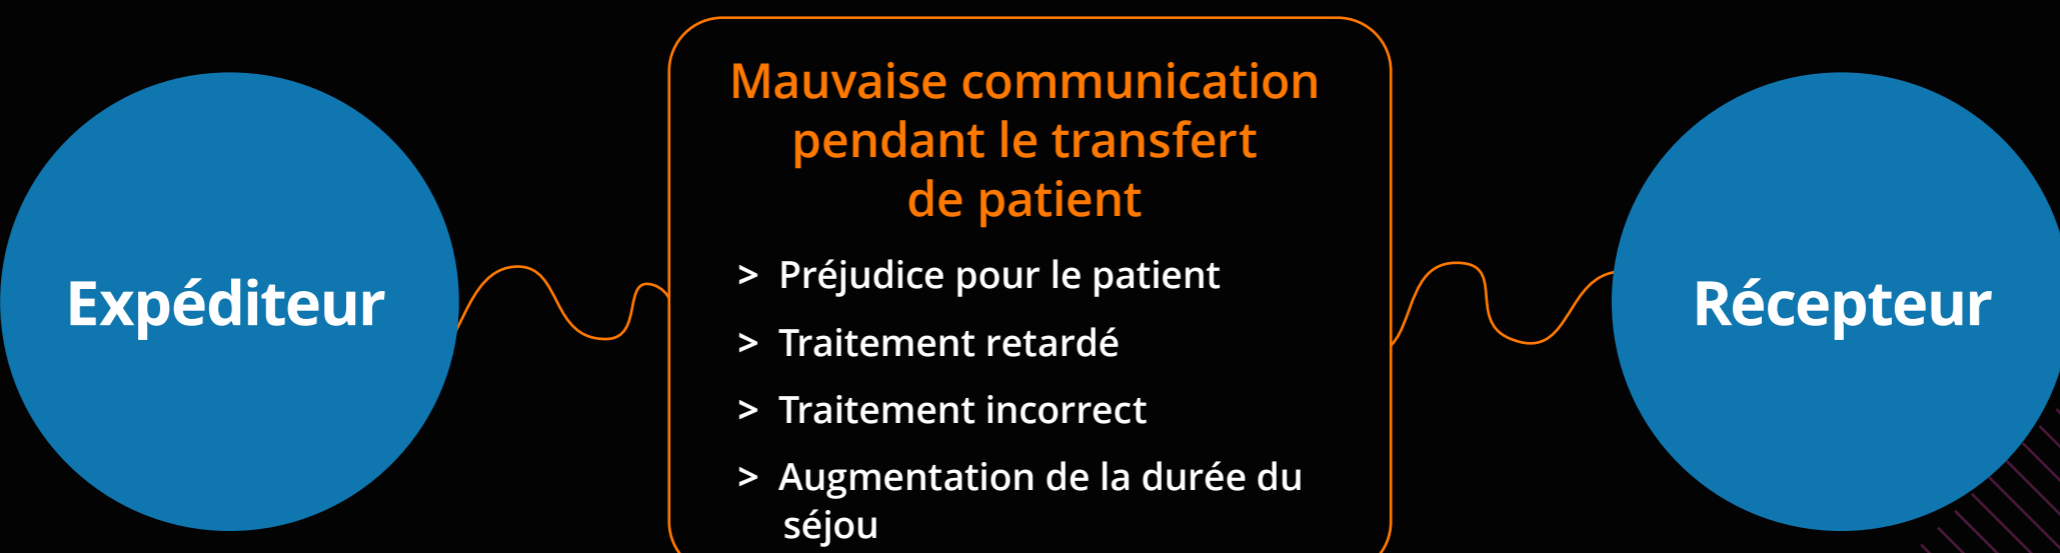 Expéditeur
Mauvaise communication
pendant le transfert
de patient
> Préjudice pour le patient
> Traitement retardé
> Traitement incorrect
> Augmentation de la durée du
séjou
Récepteur